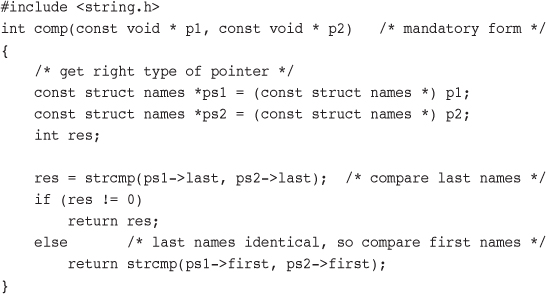 #include <string.h>
int comp(const void * p1, const void * p2)   /* mandatory form */
{
    /* get right type of pointer */
    const struct names *ps1 = (const struct names *) p1;
    const struct names *ps2 = (const struct names *) p2;
    int res;

    res = strcmp(ps1->last, ps2->last);  /* compare last names */
    if (res != 0)
        return res;
    else      /* last names identical, so compare first names */
        return strcmp(ps1->first, ps2->first);
}